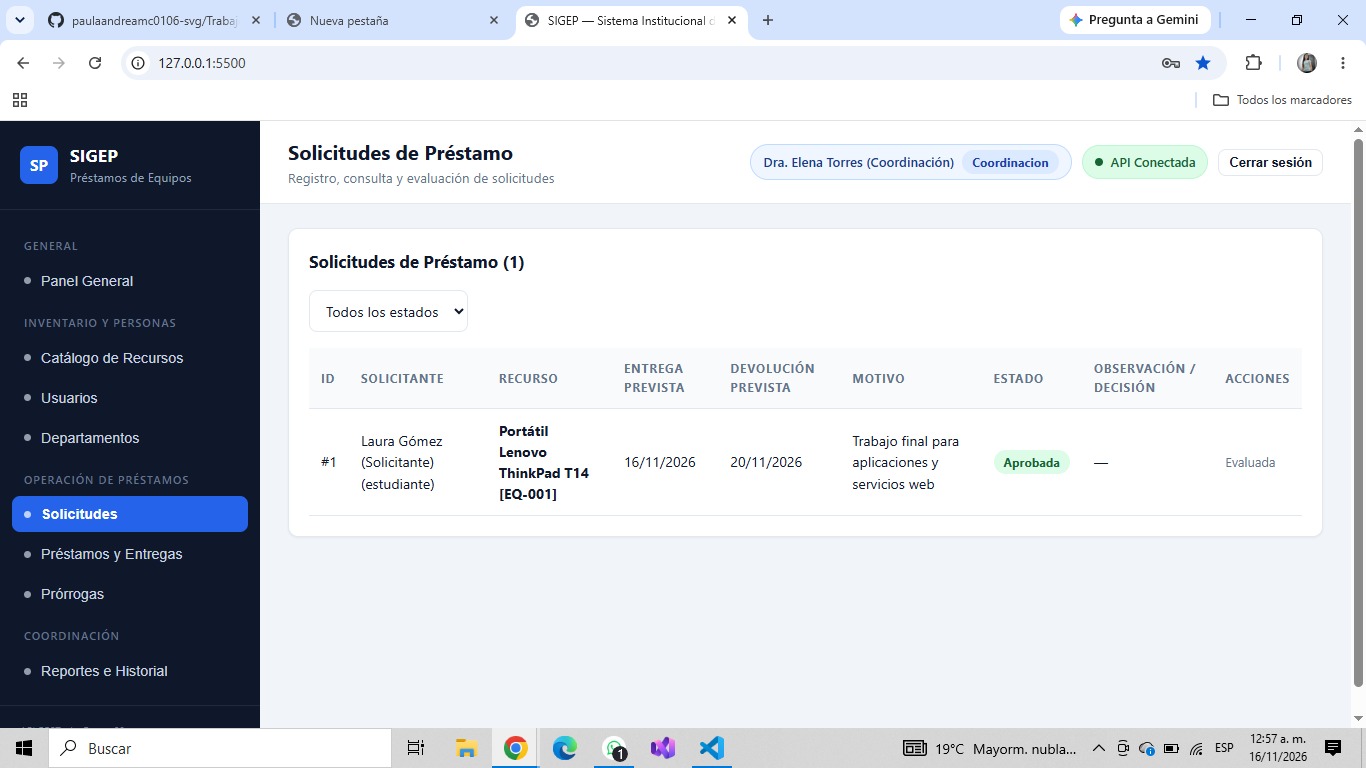 paulaandreamc0106-svg/Trabaj
Nueva pestaña
SIGEP — Sistema Institucional d
Pregunta a Gemini
127.0.0.1:5500
Todos los marcadores
SP
SIGEP
Préstamos de Equipos
GENERAL
Panel General
INVENTARIO Y PERSONAS
Catálogo de Recursos
Usuarios
Departamentos
OPERACIÓN DE PRÉSTAMOS
Solicitudes
Préstamos y Entregas
Prórrogas
COORDINACIÓN
Reportes e Historial
Solicitudes de Préstamo
Registro, consulta y evaluación de solicitudes
Dra. Elena Torres (Coordinación) Coordinacion
API Conectada
Cerrar sesión
Solicitudes de Préstamo (1)
Todos los estados
ID SOLICITANTE RECURSO ENTREGA PREVISTA DEVOLUCIÓN PREVISTA MOTIVO ESTADO OBSERVACIÓN / DECISIÓN ACCIONES
#1
Laura Gómez
(Solicitante)
(estudiante)
Portátil
Lenovo
ThinkPad T14
[EQ-001]
16/11/2026
20/11/2026
Trabajo final para
aplicaciones y
servicios web
Aprobada
—
Evaluada
Buscar
1
19°C Mayorm. nubla...
ESP
12:57 a. m.
16/11/2026